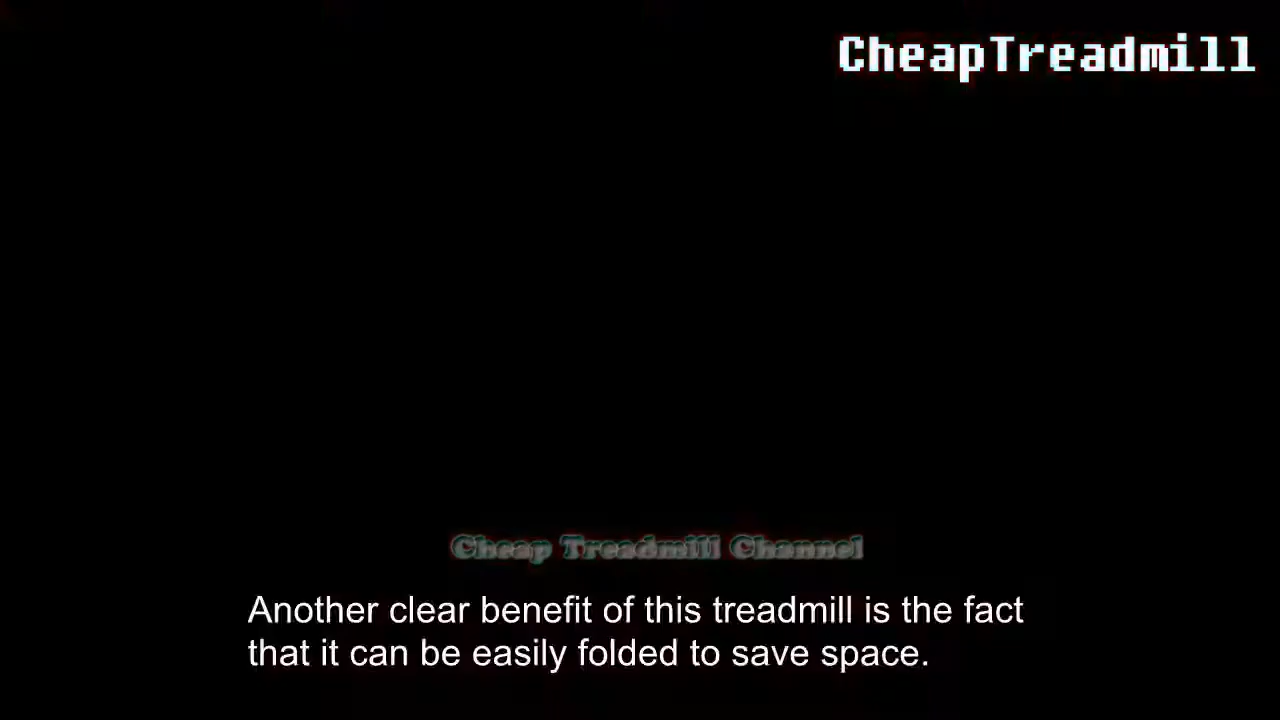 CheapTreadmill
Cheap Treadmill Channel
Another clear benefit of this treadmill is the fact
that it can be easily folded to save space.